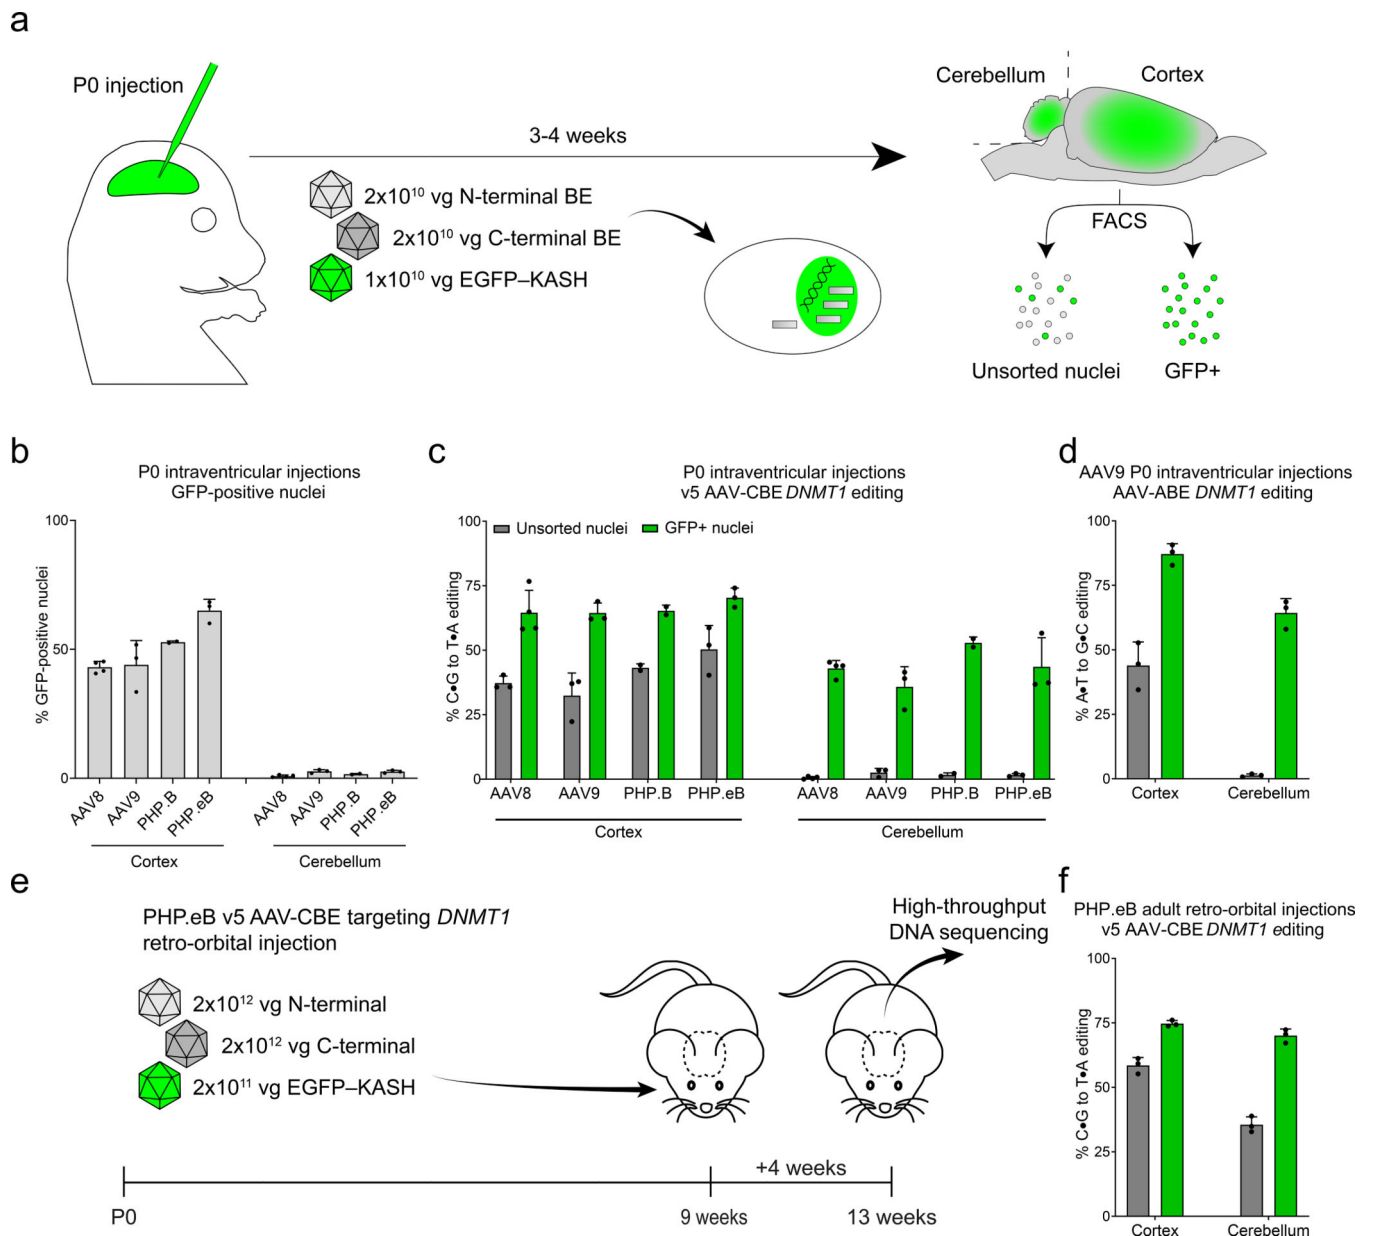 a
P0 injection
3-4 weeks
2x10¹⁰ vg N-terminal BE
2x10¹⁰ vg C-terminal BE
1x10¹⁰ vg EGFP–KASH
Cerebellum
Cortex
FACS
Unsorted nuclei
GFP+
b
P0 intraventricular injections
GFP-positive nuclei
% GFP-positive nuclei
100
50
0
AAV8
AAV9
PHP.B
PHP.eB
AAV8
AAV9
PHP.B
PHP.eB
Cortex
Cerebellum
c
P0 intraventricular injections
v5 AAV-CBE DNMT1 editing
Unsorted nuclei
GFP+ nuclei
% C•G to T•A editing
100
75
50
25
0
AAV8
AAV9
PHP.B
PHP.eB
AAV8
AAV9
PHP.B
PHP.eB
Cortex
Cerebellum
d
AAV9 P0 intraventricular injections
AAV-ABE DNMT1 editing
% A•T to G•C editing
100
75
50
25
0
Cortex
Cerebellum
e
PHP.eB v5 AAV-CBE targeting DNMT1
retro-orbital injection
2x10¹² vg N-terminal
2x10¹² vg C-terminal
2x10¹¹ vg EGFP–KASH
High-throughput
DNA sequencing
+4 weeks
P0
9 weeks
13 weeks
f
PHP.eB adult retro-orbital injections
v5 AAV-CBE DNMT1 editing
% C•G to T•A editing
100
75
50
25
0
Cortex
Cerebellum